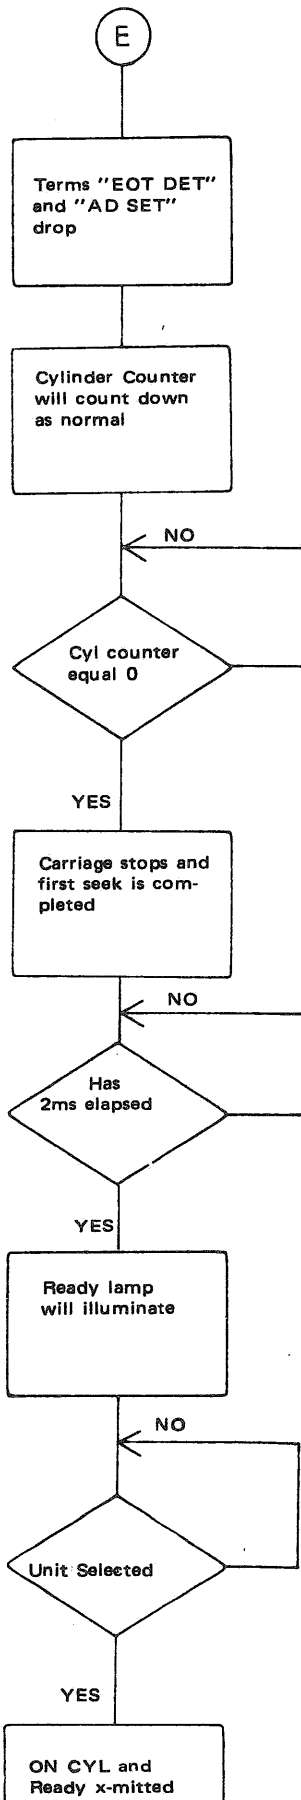 E
Terms "EOT DET"
and "AD SET"
drop
Cylinder Counter
will count down
as normal
NO
Cyl counter
equal 0
YES
Carriage stops and
first seek is com-
pleted
NO
Has
2ms elapsed
YES
Ready lamp
will illuminate
NO
Unit Selected
YES
ON CYL and
Ready x-mitted